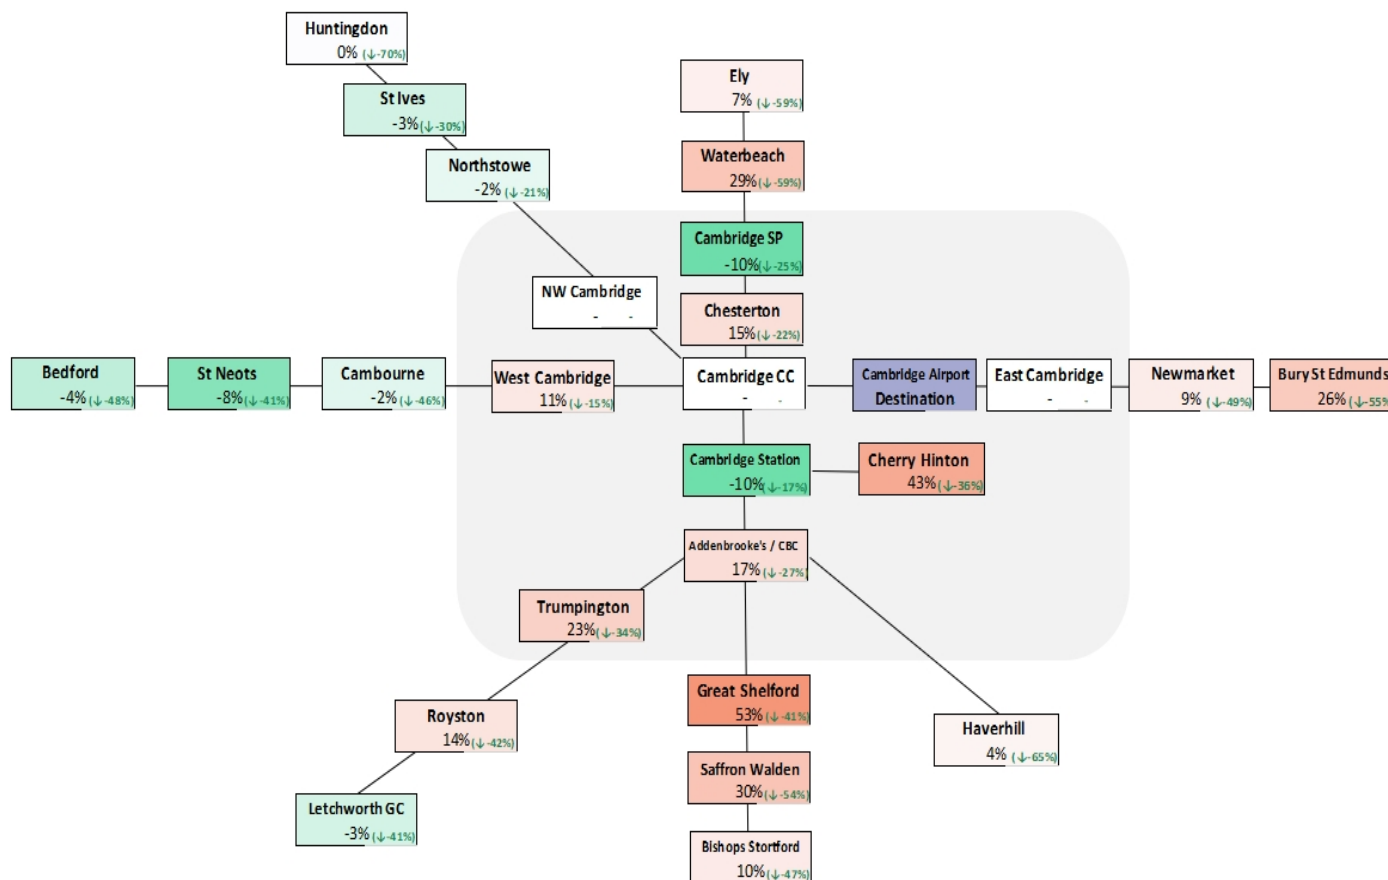 Huntingdon
0% (↓-70%)
St Ives
-3% (↓-30%)
Northstowe
-2% (↓-21%)
Ely
7% (↓-59%)
Waterbeach
29% (↓-59%)
Cambridge SP
-10% (↓-25%)
NW Cambridge
- -
Chesterton
15% (↓-22%)
Bedford
-4% (↓-48%)
St Neots
-8% (↓-41%)
Cambourne
-2% (↓-46%)
West Cambridge
11% (↓-15%)
Cambridge CC
- -
Cambridge Airport
Destination
East Cambridge
- -
Newmarket
9% (↓-49%)
Bury St Edmunds
26% (↓-55%
Cambridge Station
-10% (↓-17%)
Cherry Hinton
43% (↓-36%)
Addenbrooke's / CBC
17% (↓-27%)
Trumpington
23% (↓-34%)
Royston
14% (↓-42%)
Letchworth GC
-3% (↓-41%)
Great Shelford
53% (↓-41%)
Saffron Walden
30% (↓-54%)
Bishops Stortford
10% (↓-47%)
Haverhill
4% (↓-65%)